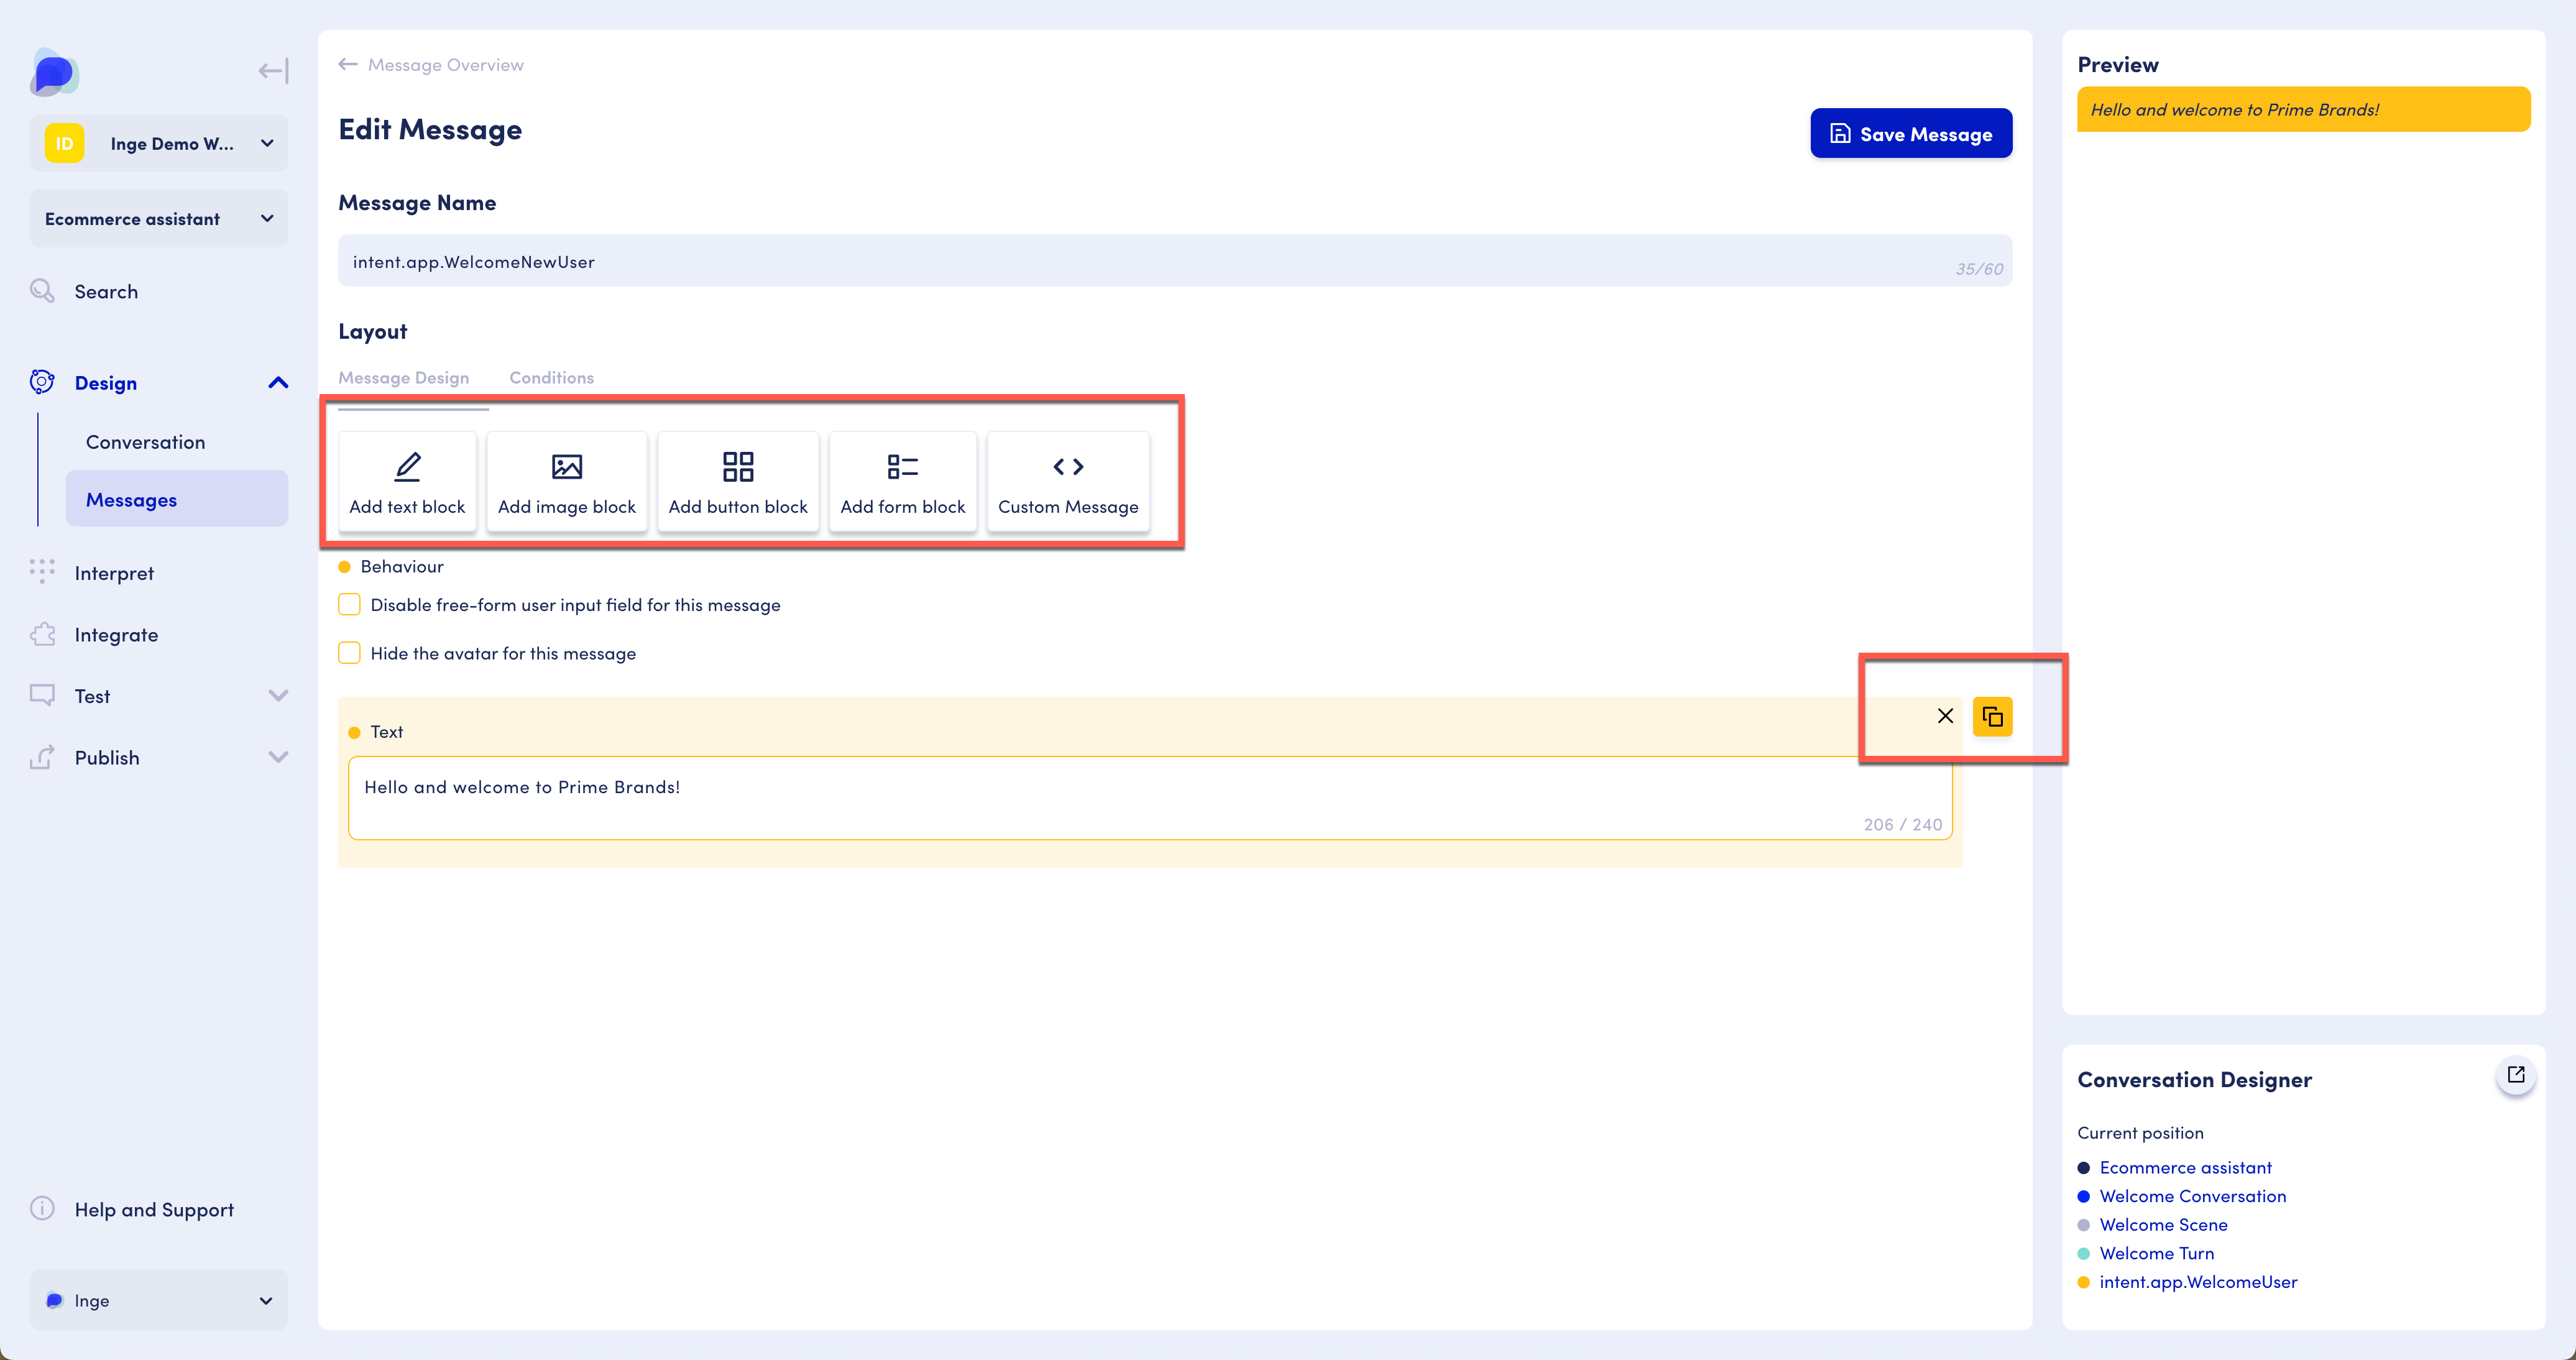 ID
Inge Demo W...
Ecommerce assistant
Search
Design
Conversation
Messages
Interpret
Integrate
Test
Publish
Help and Support
Inge
Message Overview
Edit Message
Save Message
Message Name
intent.app.WelcomeNewUser
35/60
Layout
Message Design Conditions
Add text block Add image block Add button block Add form block Custom Message
Behaviour
Disable free-form user input field for this message
Hide the avatar for this message
Text
Hello and welcome to Prime Brands!
206 / 240
Preview
Hello and welcome to Prime Brands!
Conversation Designer
Current position
Ecommerce assistant
Welcome Conversation
Welcome Scene
Welcome Turn
intent.app.WelcomeUser